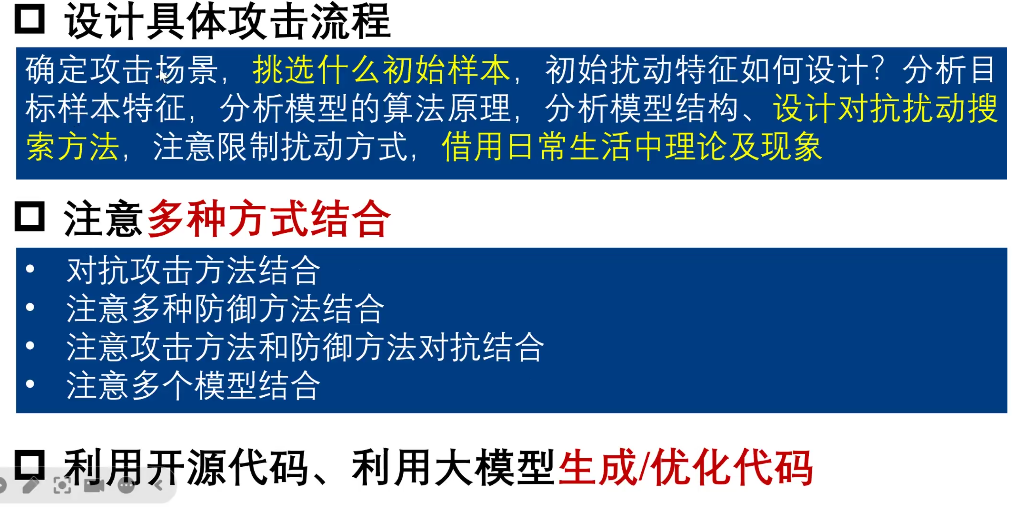 设计具体攻击流程
确定攻击场景，挑选什么初始样本，初始扰动特征如何设计？分析目
标样本特征，分析模型的算法原理，分析模型结构、设计对抗扰动搜
索方法，注意限制扰动方式，借用日常生活中理论及现象
注意多种方式结合
• 对抗攻击方法结合
• 注意多种防御方法结合
• 注意攻击方法和防御方法对抗结合
• 注意多个模型结合
利用开源代码、利用大模型生成/优化代码